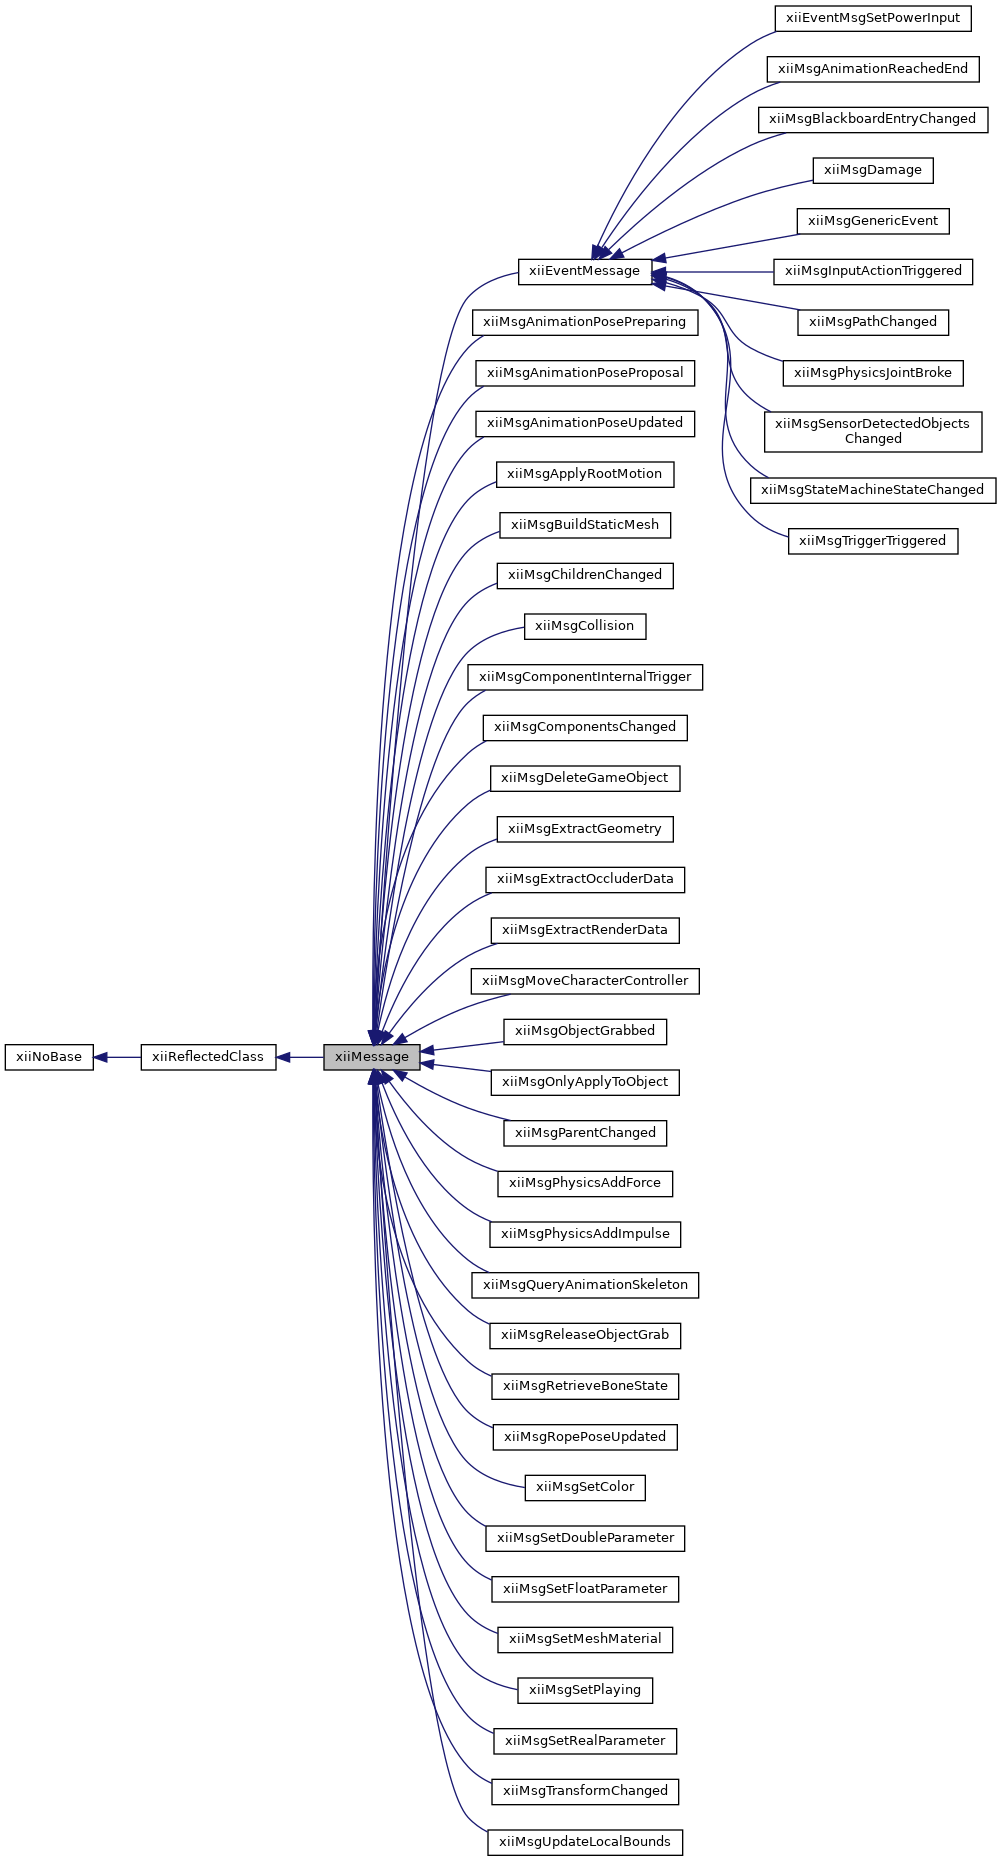 xiiEventMsgSetPowerInput
xiiMsgAnimationReachedEnd
xiiMsgBlackboardEntryChanged
xiiMsgDamage
xiiMsgGenericEvent
xiiEventMessage
xiiMsgInputActionTriggered
xiiMsgAnimationPosePreparing
xiiMsgPathChanged
xiiMsgAnimationPoseProposal
xiiMsgPhysicsJointBroke
xiiMsgAnimationPoseUpdated
xiiMsgSensorDetectedObjects
Changed
xiiMsgApplyRootMotion
xiiMsgStateMachineStateChanged
xiiMsgBuildStaticMesh
xiiMsgTriggerTriggered
xiiMsgChildrenChanged
xiiMsgCollision
xiiMsgComponentInternalTrigger
xiiMsgComponentsChanged
xiiMsgDeleteGameObject
xiiMsgExtractGeometry
xiiMsgExtractOccluderData
xiiMsgExtractRenderData
xiiMsgMoveCharacterController
xiiMsgObjectGrabbed
xiiNoBase
xiiReflectedClass
xiiMessage
xiiMsgOnlyApplyToObject
xiiMsgParentChanged
xiiMsgPhysicsAddForce
xiiMsgPhysicsAddImpulse
xiiMsgQueryAnimationSkeleton
xiiMsgReleaseObjectGrab
xiiMsgRetrieveBoneState
xiiMsgRopePoseUpdated
xiiMsgSetColor
xiiMsgSetDoubleParameter
xiiMsgSetFloatParameter
xiiMsgSetMeshMaterial
xiiMsgSetPlaying
xiiMsgSetRealParameter
xiiMsgTransformChanged
xiiMsgUpdateLocalBounds